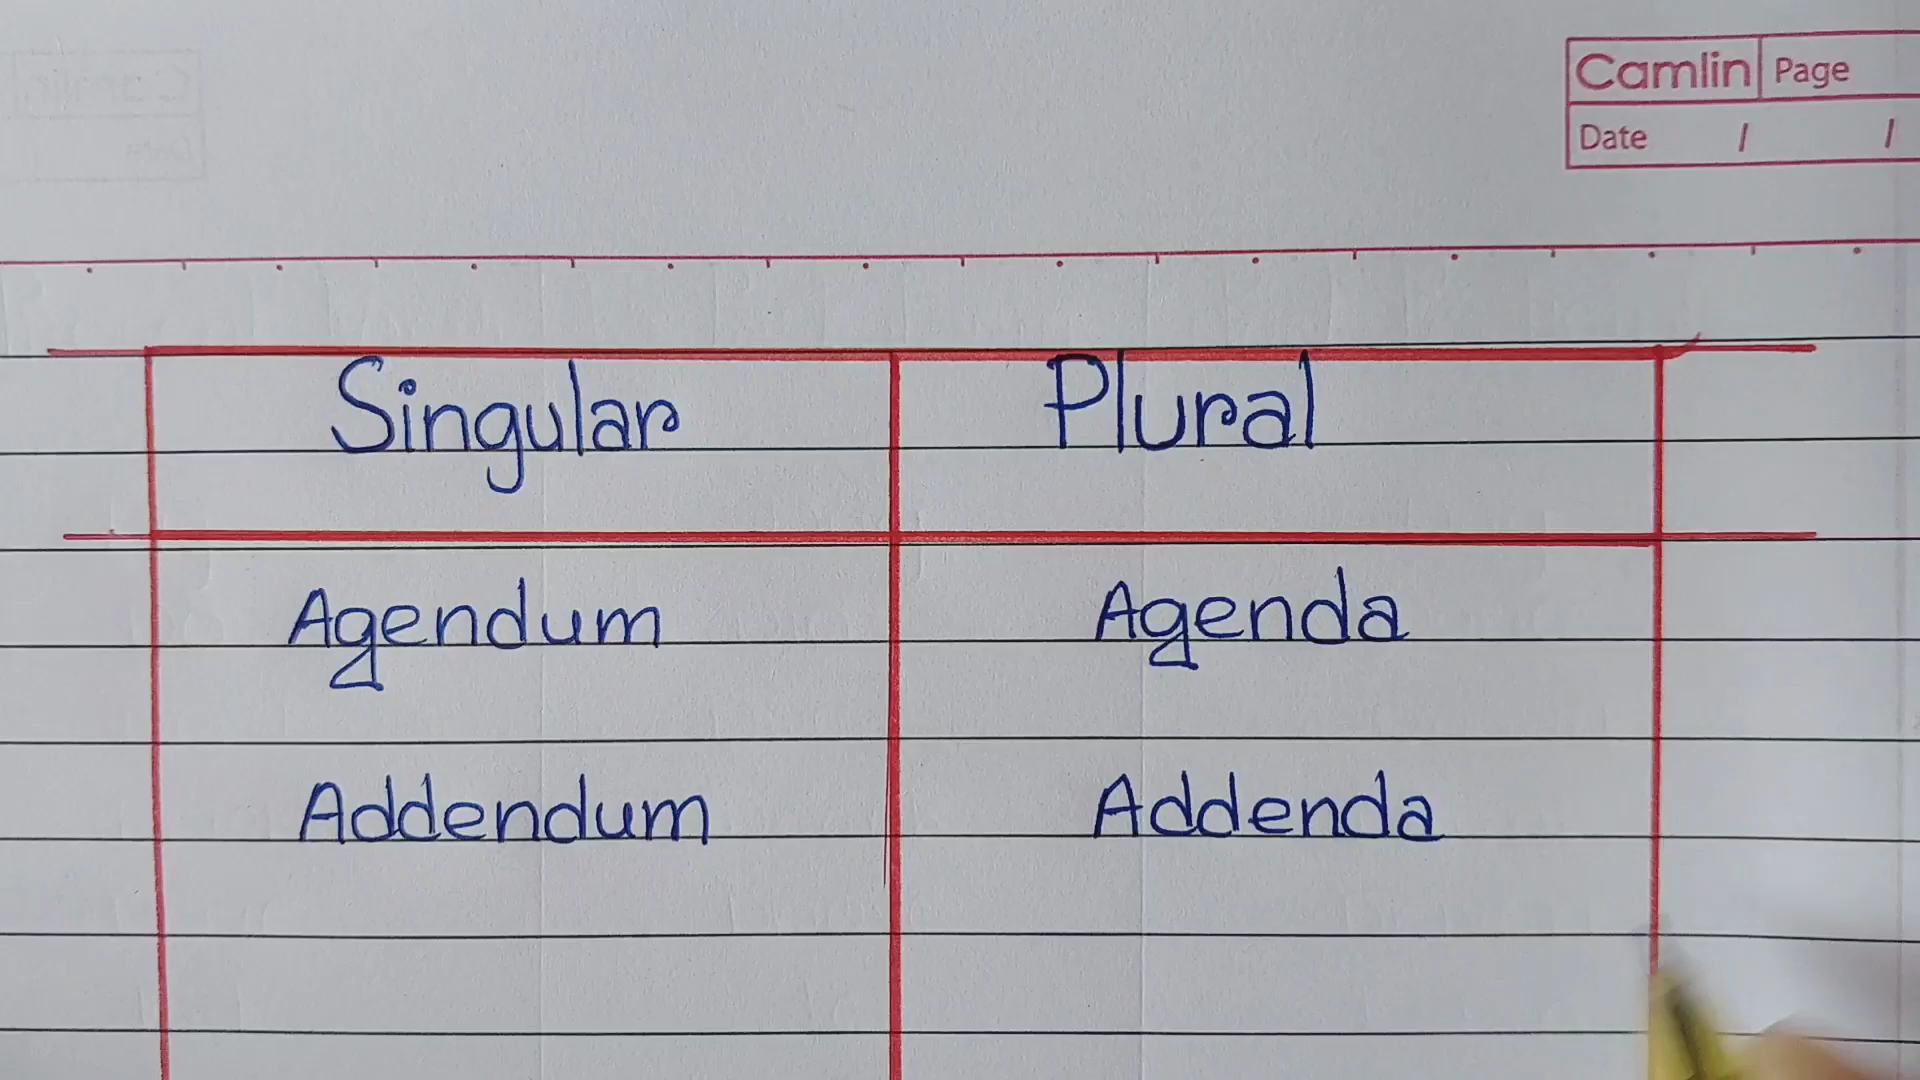 Camlin Page
Date / /
Singular Plural
Agendum Agenda
Addendum Addenda